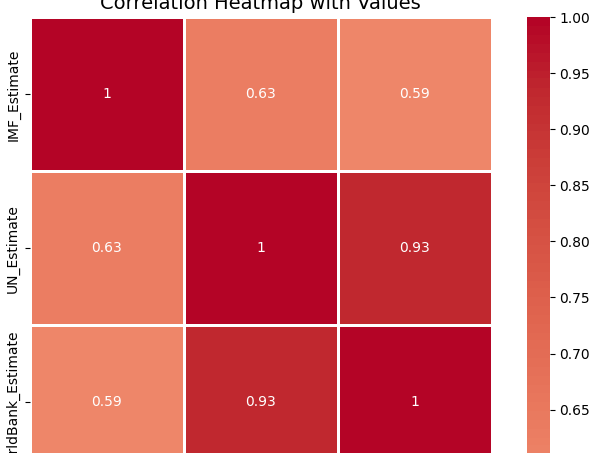 Correlation Heatmap with Values
IMF_Estimate
1 0.63 0.59
UN_Estimate
0.63 1 0.93
rldBank_Estimate
0.59 0.93 1
1.00
0.95
0.90
0.85
0.80
0.75
0.70
0.65